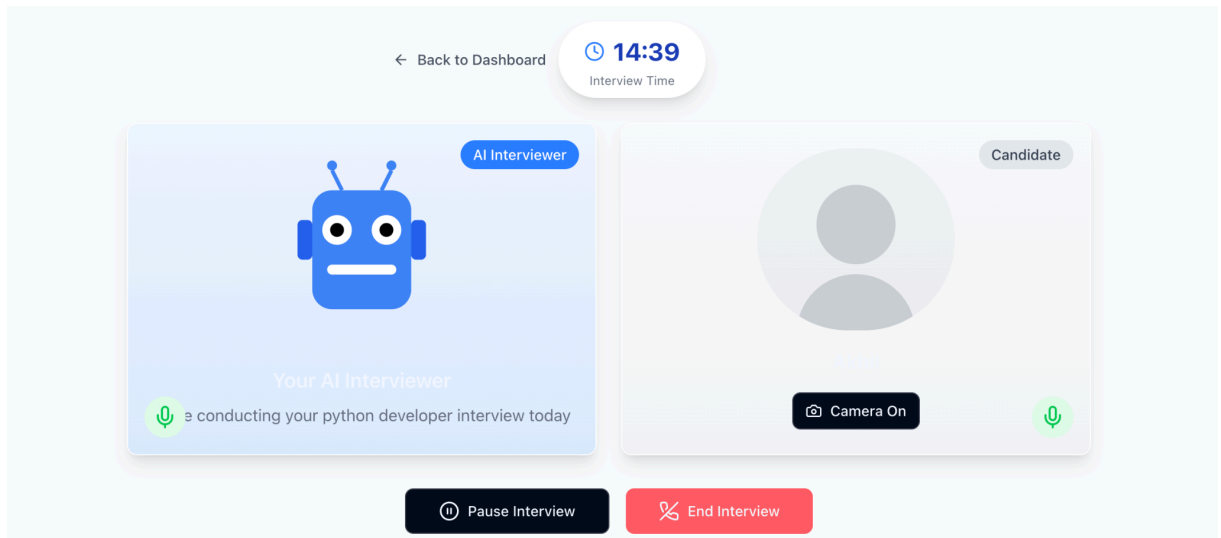 Back to Dashboard
14:39
Interview Time
AI Interviewer
Your AI Interviewer
e conducting your python developer interview today
Candidate
Camera On
Pause Interview
End Interview